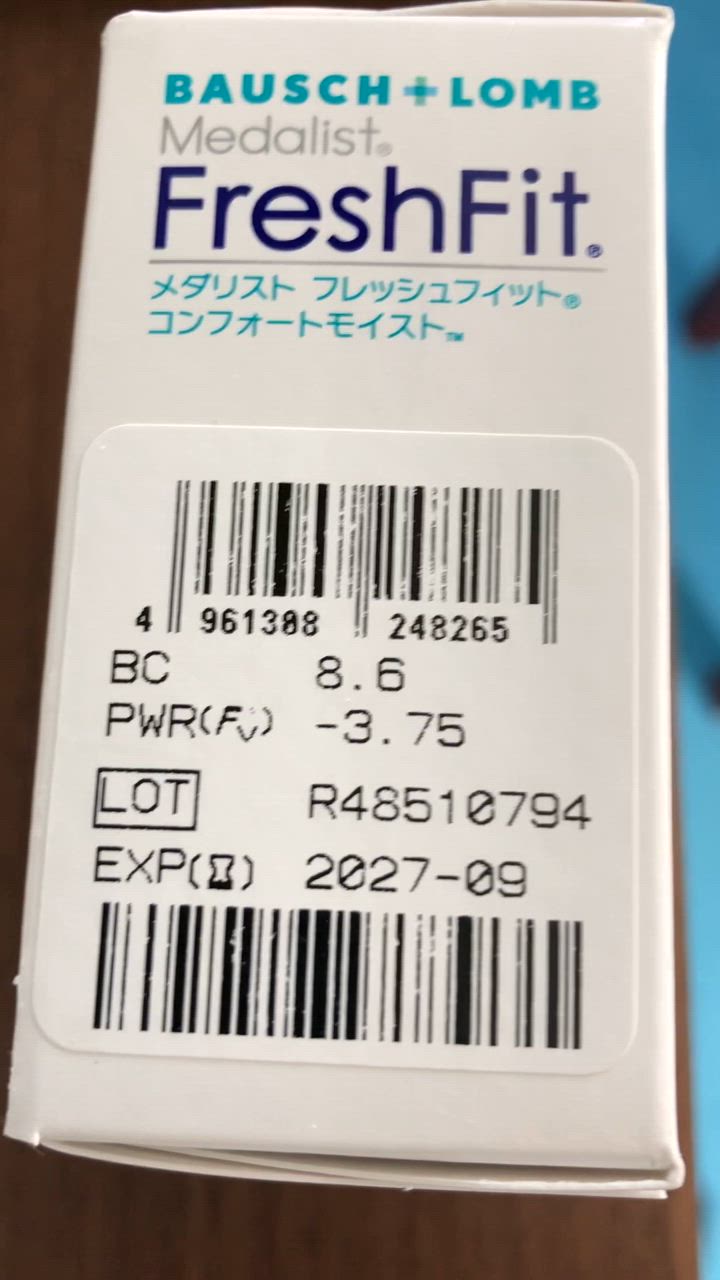 BAUSCH + LOMB
Medalist®
FreshFit®
メダリスト フレッシュフィット®
コンフォートモイスト™
4 961388 248265
BC 8.6
PWR(Fv) -3.75
LOT R48510794
EXP(⌛) 2027-09